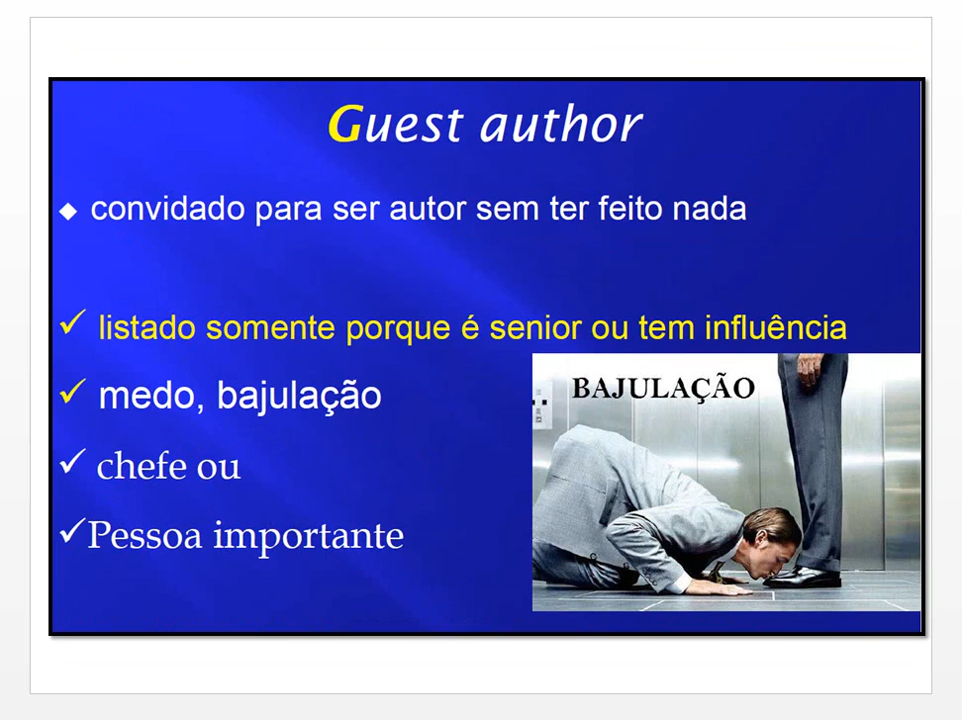 Guest author
◆ convidado para ser autor sem ter feito nada
✓ listado somente porque é senior ou tem influência
✓ medo, bajulação
BAJULAÇÃO
✓ chefe ou
✓Pessoa importante